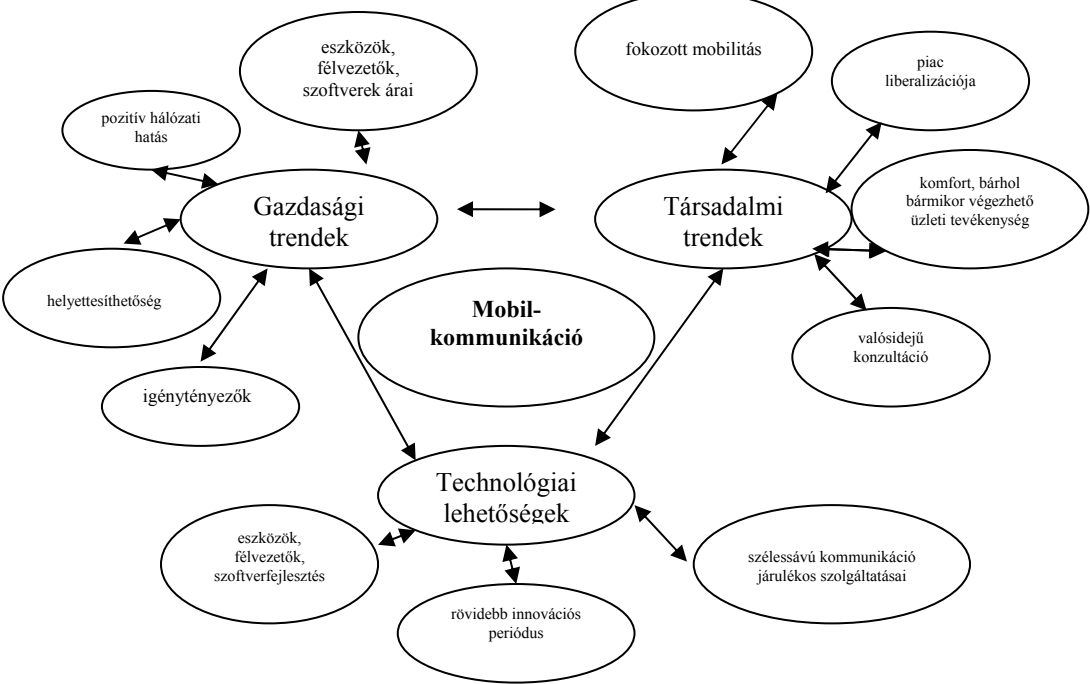 eszközök,
félvezetők,
szoftverek árai
fokozott mobilitás
piac
liberalizációja
pozitív hálózati
hatás
Gazdasági
trendek
Társadalmi
trendek
komfort, bárhol
bármikor végezhető
üzleti tevékenység
helyettesíthetőség
Mobil-
kommunikáció
valósidejű
konzultáció
igénytényezők
Technológiai
lehetőségek
eszközök,
félvezetők,
szoftverfejlesztés
szélessávú kommunikáció
járulékos szolgáltatásai
rövidebb innovációs
periódus